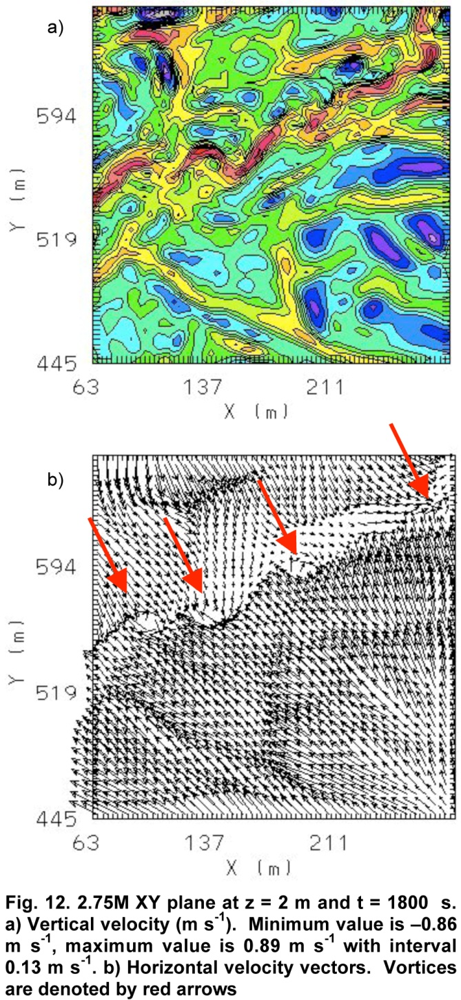 a)
594
Y (m)
519
445
63 137 211
X (m)
b)
594
Y (m)
519
445
63 137 211
X (m)
Fig. 12. 2.75M XY plane at z = 2 m and t = 1800 s.
a) Vertical velocity (m s-1). Minimum value is –0.86
m s-1, maximum value is 0.89 m s-1 with interval
0.13 m s-1. b) Horizontal velocity vectors. Vortices
are denoted by red arrows